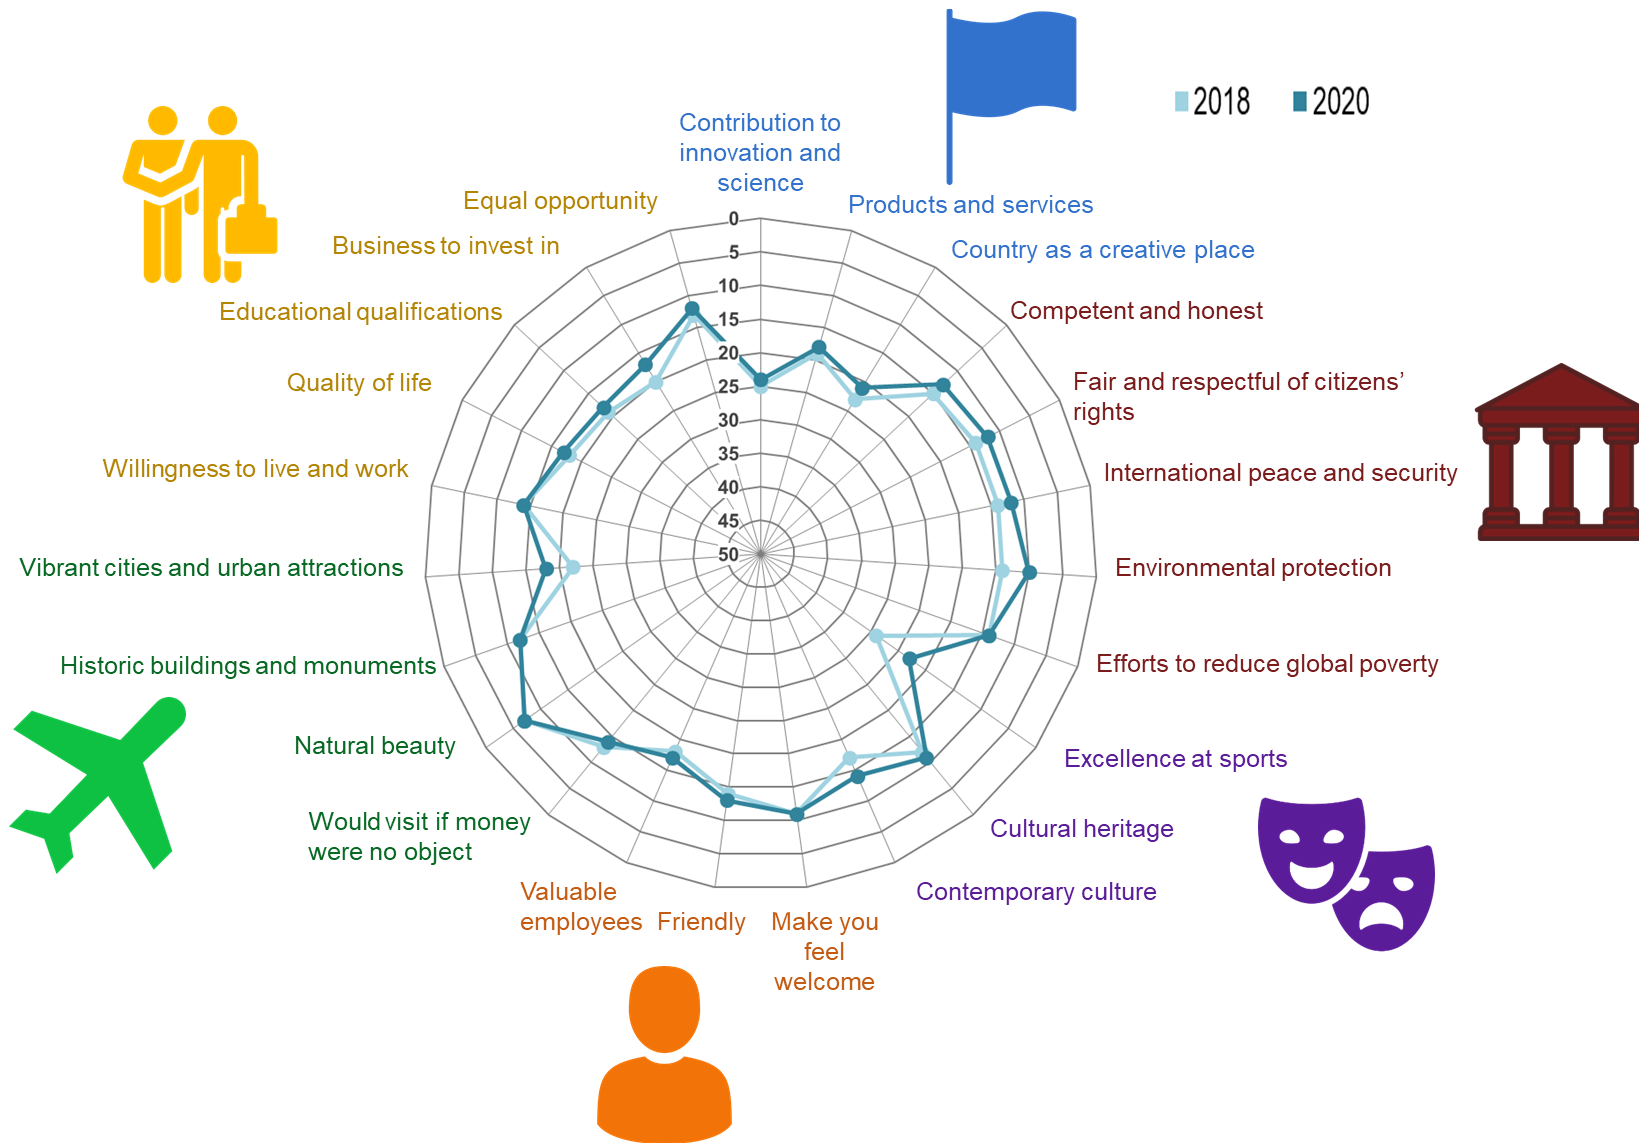 2018 2020
Contribution to
innovation and
science
Equal opportunity
Products and services
Business to invest in
Country as a creative place
Educational qualifications
Competent and honest
Quality of life
Fair and respectful of citizens’
rights
Willingness to live and work
International peace and security
Vibrant cities and urban attractions
Environmental protection
Historic buildings and monuments
Efforts to reduce global poverty
Natural beauty
Excellence at sports
Would visit if money
were no object
Cultural heritage
Valuable
employees
Contemporary culture
Friendly
Make you
feel
welcome
0
5
10
15
20
25
30
35
40
45
50